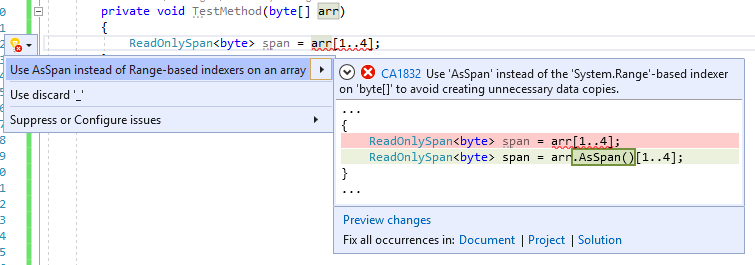 private void TestMethod(byte[] arr)
{
ReadOnlySpan<byte> span = arr[1..4];
Use AsSpan instead of Range-based indexers on an array
Use discard '_'
Suppress or Configure issues
CA1832 Use 'AsSpan' instead of the 'System.Range'-based indexer
on 'byte[]' to avoid creating unnecessary data copies.
...
{
ReadOnlySpan<byte> span = arr[1..4];
ReadOnlySpan<byte> span = arr.AsSpan()[1..4];
}
...
Preview changes
Fix all occurrences in: Document | Project | Solution